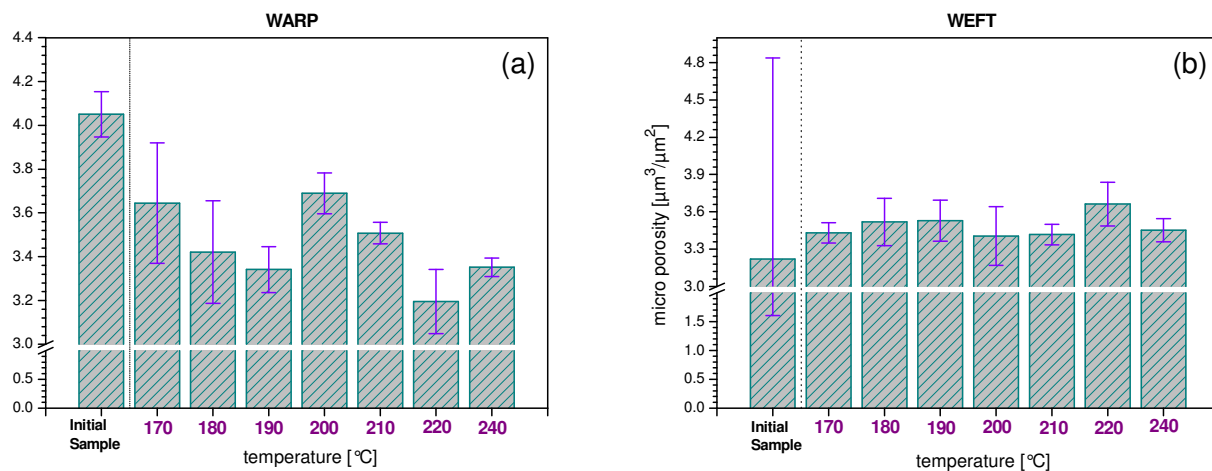 WARP
(a)
4.4
4.2
4.0
3.8
3.6
3.4
3.2
3.0
0.5
0.0
Initial
Sample
170 180 190 200 210 220 240
temperature [°C]
WEFT
(b)
micro porosity [µm³/µm²]
4.8
4.5
4.2
3.9
3.6
3.3
3.0
1.5
1.0
0.5
0.0
Initial
Sample
170 180 190 200 210 220 240
temperature [°C]